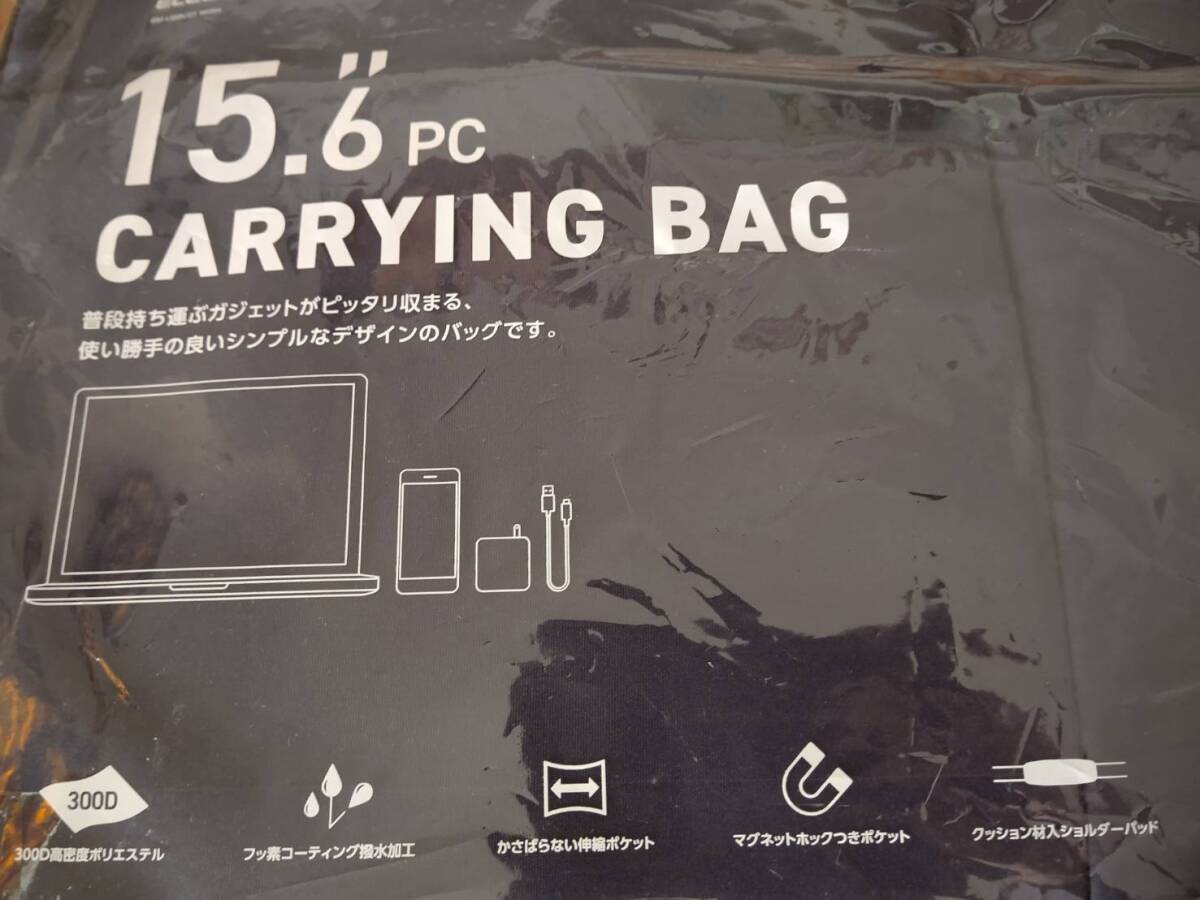 15.6" PC
CARRYING BAG
普段持ち運ぶガジェットがピッタリ収まる、
使い勝手の良いシンプルなデザインのバッグです。
300D
300D高密度ポリエステル
フッ素コーティング撥水加工
かさばらない伸縮ポケット
マグネットホックつきポケット
クッション材入ショルダーパッド